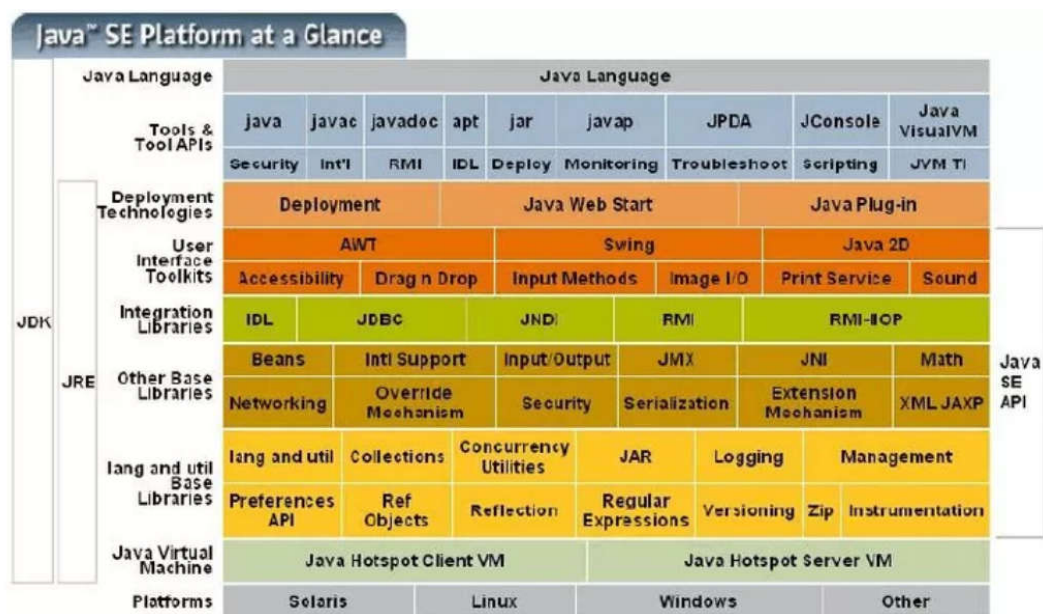 Java™ SE Platform at a Glance
Java Language
Java Language
Tools &
Tool APIs
java javac javadoc apt jar javap JPDA JConsole Java VisualVM
Security Int'l RMI IDL Deploy Monitoring Troubleshoot Scripting JVM TI
Deployment
Technologies
Deployment Java Web Start Java Plug-in
User
Interface
Toolkits
AWT Swing Java 2D
Accessibility Drag n Drop Input Methods Image I/O Print Service Sound
Integration
Libraries
IDL JDBC JNDI RMI RMI-IIOP
JDK
JRE
Other Base
Libraries
Beans Intl Support Input/Output JMX JNI Math
Networking Override Mechanism Security Serialization Extension Mechanism XML JAXP
Java
SE
API
lang and util
Base
Libraries
lang and util Collections Concurrency Utilities JAR Logging Management
Preferences API Ref Objects Reflection Regular Expressions Versioning Zip Instrumentation
Java Virtual
Machine
Java Hotspot Client VM Java Hotspot Server VM
Platforms
Solaris Linux Windows Other